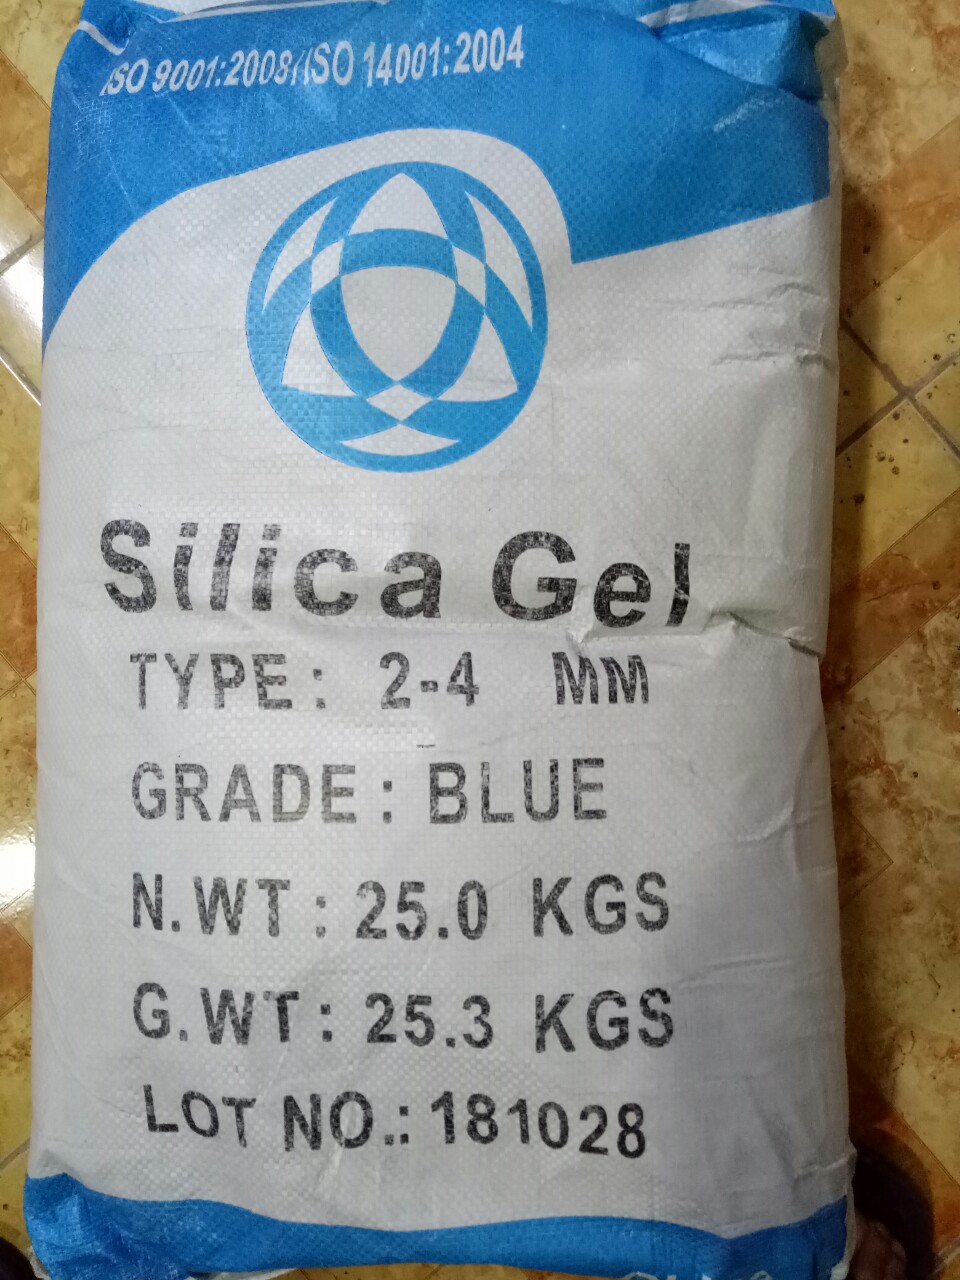 ISO 9001:2008/ISO 14001:2004
Silica Gel
TYPE: 2-4 MM
GRADE: BLUE
N.WT: 25.0 KGS
G.WT: 25.3 KGS
LOT NO.: 181028